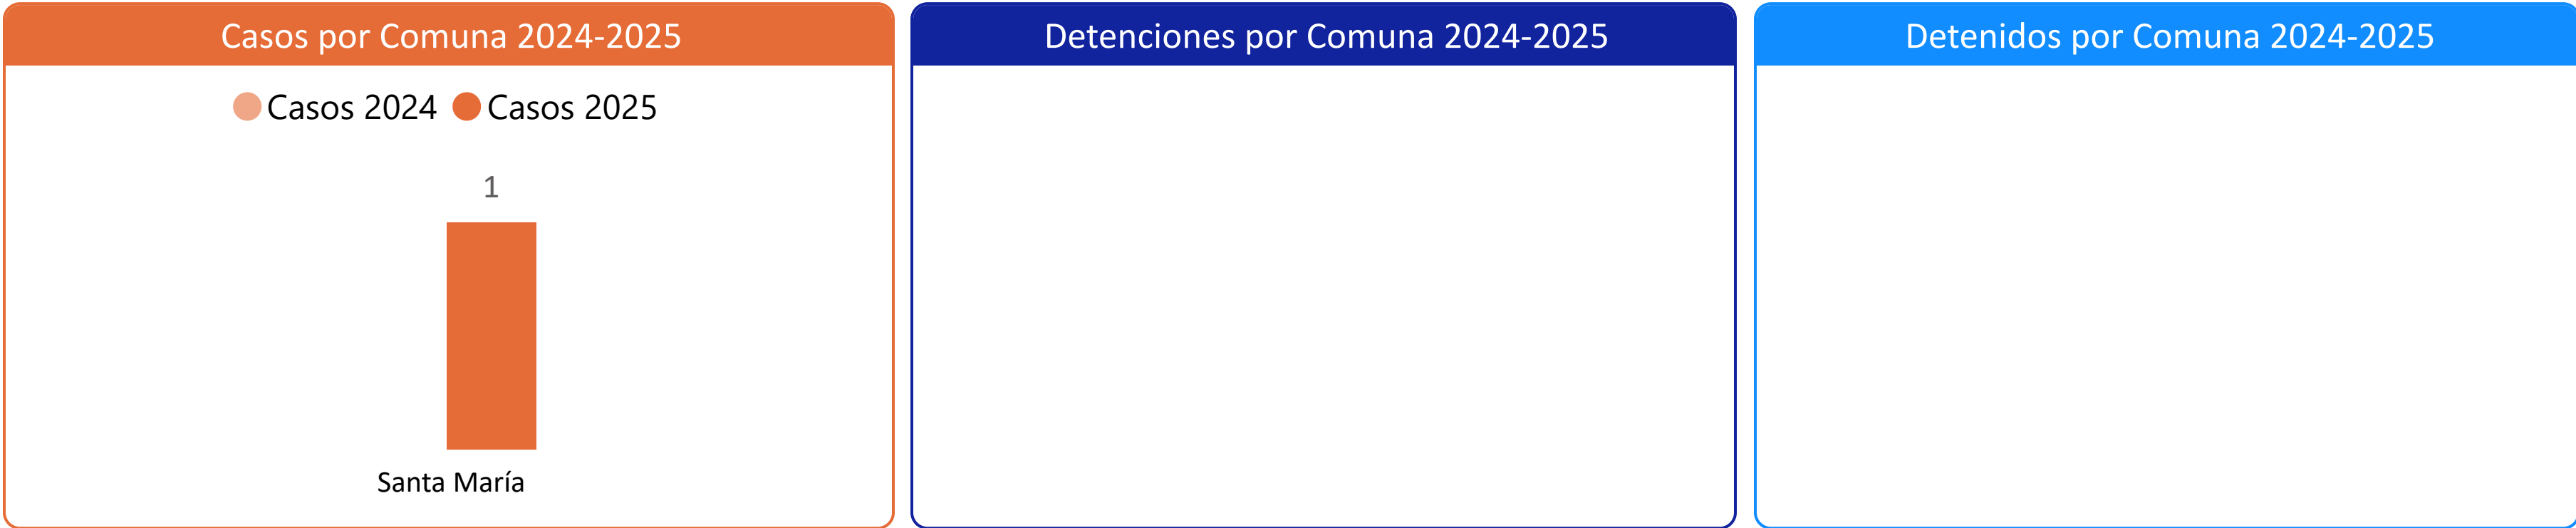 Casos por Comuna 2024-2025
Casos 2024 Casos 2025
1
Santa María
Detenciones por Comuna 2024-2025
Detenidos por Comuna 2024-2025